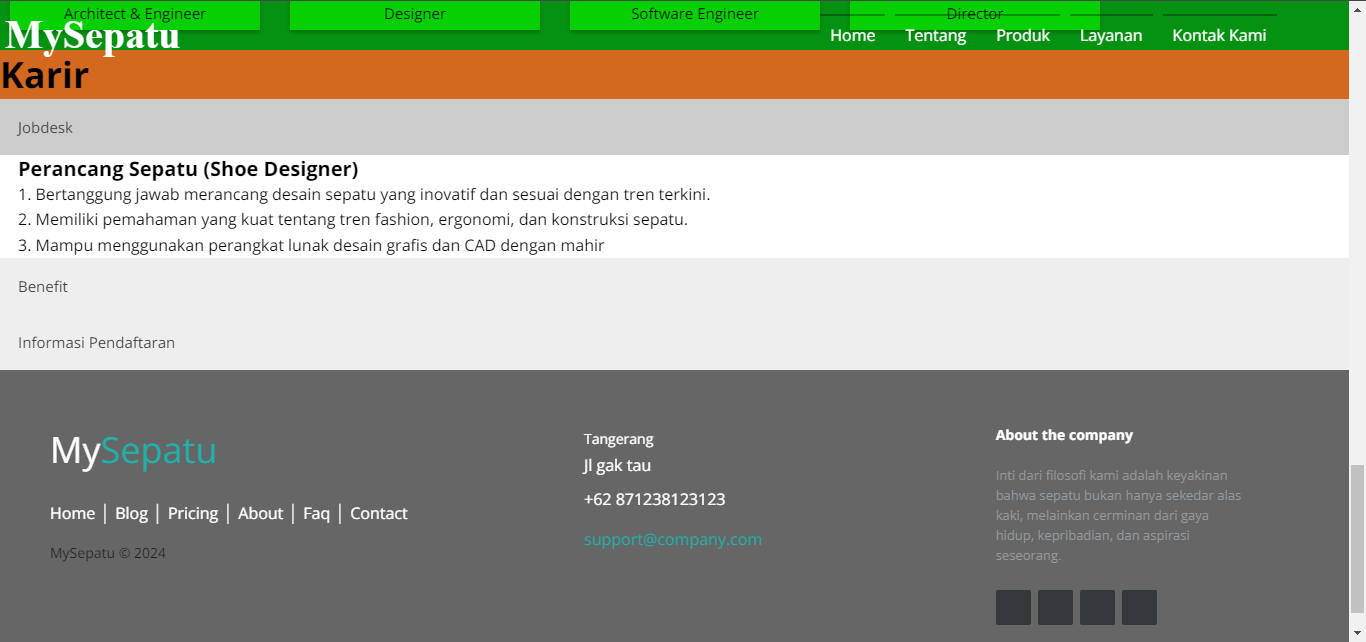 Architect & Engineer
Designer
Software Engineer
Director
MySepatu
Home
Tentang
Produk
Layanan
Kontak Kami
Karir
Jobdesk
Perancang Sepatu (Shoe Designer)
1. Bertanggung jawab merancang desain sepatu yang inovatif dan sesuai dengan tren terkini.
2. Memiliki pemahaman yang kuat tentang tren fashion, ergonomi, dan konstruksi sepatu.
3. Mampu menggunakan perangkat lunak desain grafis dan CAD dengan mahir
Benefit
Informasi Pendaftaran
MySepatu
Home | Blog | Pricing | About | Faq | Contact
MySepatu © 2024
Tangerang
Jl gak tau
+62 871238123123
support@company.com
About the company
Inti dari filosofi kami adalah keyakinan
bahwa sepatu bukan hanya sekedar alas
kaki, melainkan cerminan dari gaya
hidup, kepribadian, dan aspirasi
seseorang.